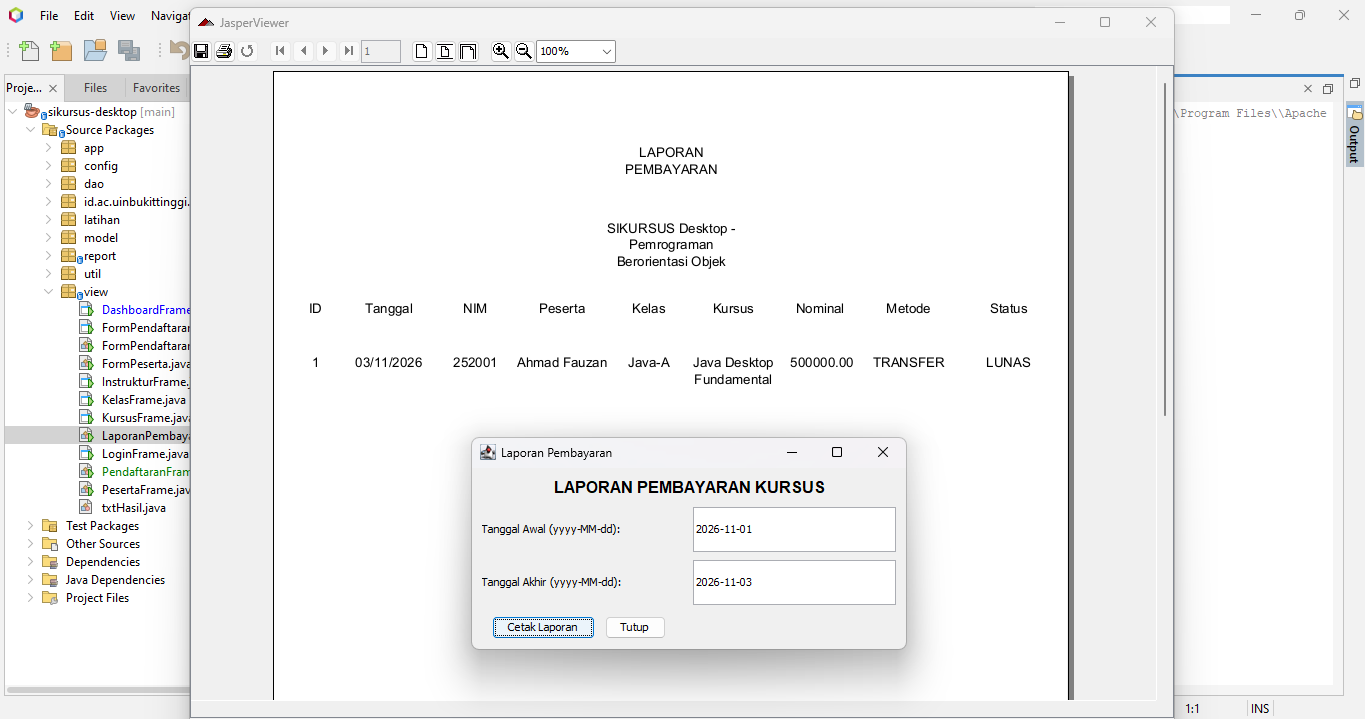 File Edit View Navigat
JasperViewer
1 100%
Proje... Files Favorites
sikursus-desktop [main]
Source Packages
app
config
dao
id.ac.uinbukittinggi.
latihan
model
report
util
view
DashboardFrame
FormPendaftaran
FormPendaftaran
FormPeserta.java
InstrukturFrame.
KelasFrame.java
KursusFrame.java
LaporanPembaya
LoginFrame.java
PendaftaranFram
PesertaFrame.jav
txtHasil.java
Test Packages
Other Sources
Dependencies
Java Dependencies
Project Files
LAPORAN
PEMBAYARAN
SIKURSUS Desktop -
Pemrograman
Berorientasi Objek
ID Tanggal NIM Peserta Kelas Kursus Nominal Metode Status
1 03/11/2026 252001 Ahmad Fauzan Java-A Java Desktop 500000.00 TRANSFER LUNAS
Fundamental
Laporan Pembayaran
LAPORAN PEMBAYARAN KURSUS
Tanggal Awal (yyyy-MM-dd): 2026-11-01
Tanggal Akhir (yyyy-MM-dd): 2026-11-03
Cetak Laporan Tutup
\Program Files\\Apache
Output
1:1 INS